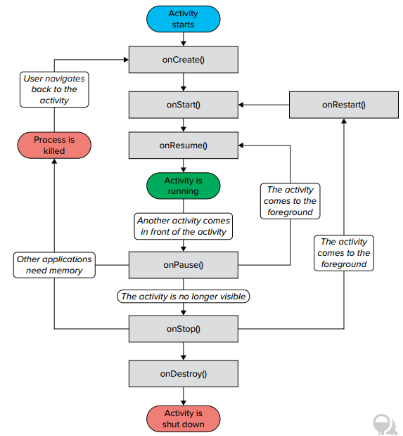 Activity
starts
onCreate()
User navigates
back to the
activity
onStart()
onRestart()
Process is
killed
onResume()
Activity is
running
The activity
comes to the
foreground
Another activity comes
in front of the activity
The activity
comes to the
foreground
Other applications
need memory
onPause()
The activity is no longer visible
onStop()
onDestroy()
Activity is
shut down